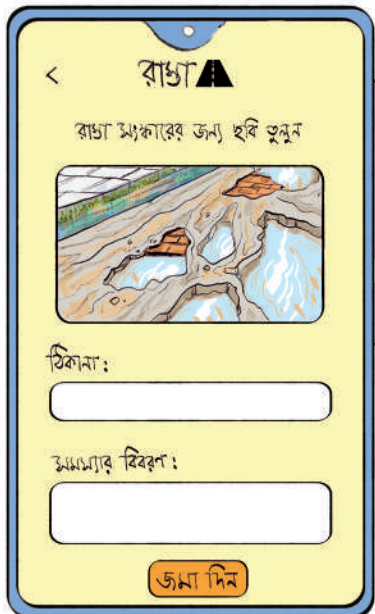 < রাস্তা
রাস্তা সংস্কারের জন্য ছবি তুলুন
ঠিকানা :
সমস্যার বিবরণ :
জমা দিন